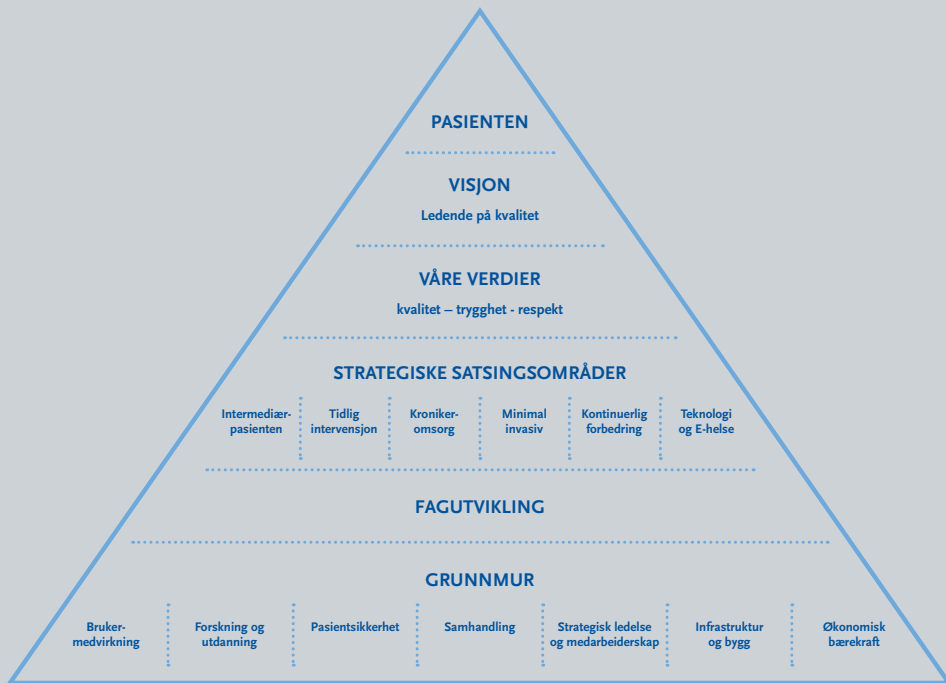 PASIENTEN
VISJON
Ledende på kvalitet
VÅRE VERDIER
kvalitet – trygghet - respekt
STRATEGISKE SATSINGSOMRÅDER
Intermediær-
pasienten
Tidlig
intervensjon
Kroniker-
omsorg
Minimal
invasiv
Kontinuerlig
forbedring
Teknologi
og E-helse
FAGUTVIKLING
GRUNNMUR
Bruker-
medvirkning
Forskning og
utdanning
Pasientsikkerhet
Samhandling
Strategisk ledelse
og medarbeiderskap
Infrastruktur
og bygg
Økonomisk
bærekraft